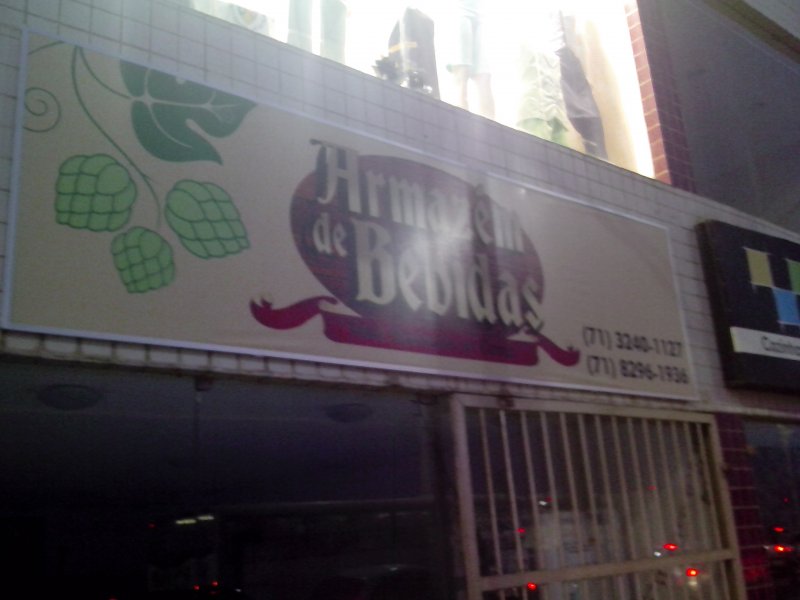 Armazém
de
Bebidas
(71) 3240-1127
(71) 8296-1936